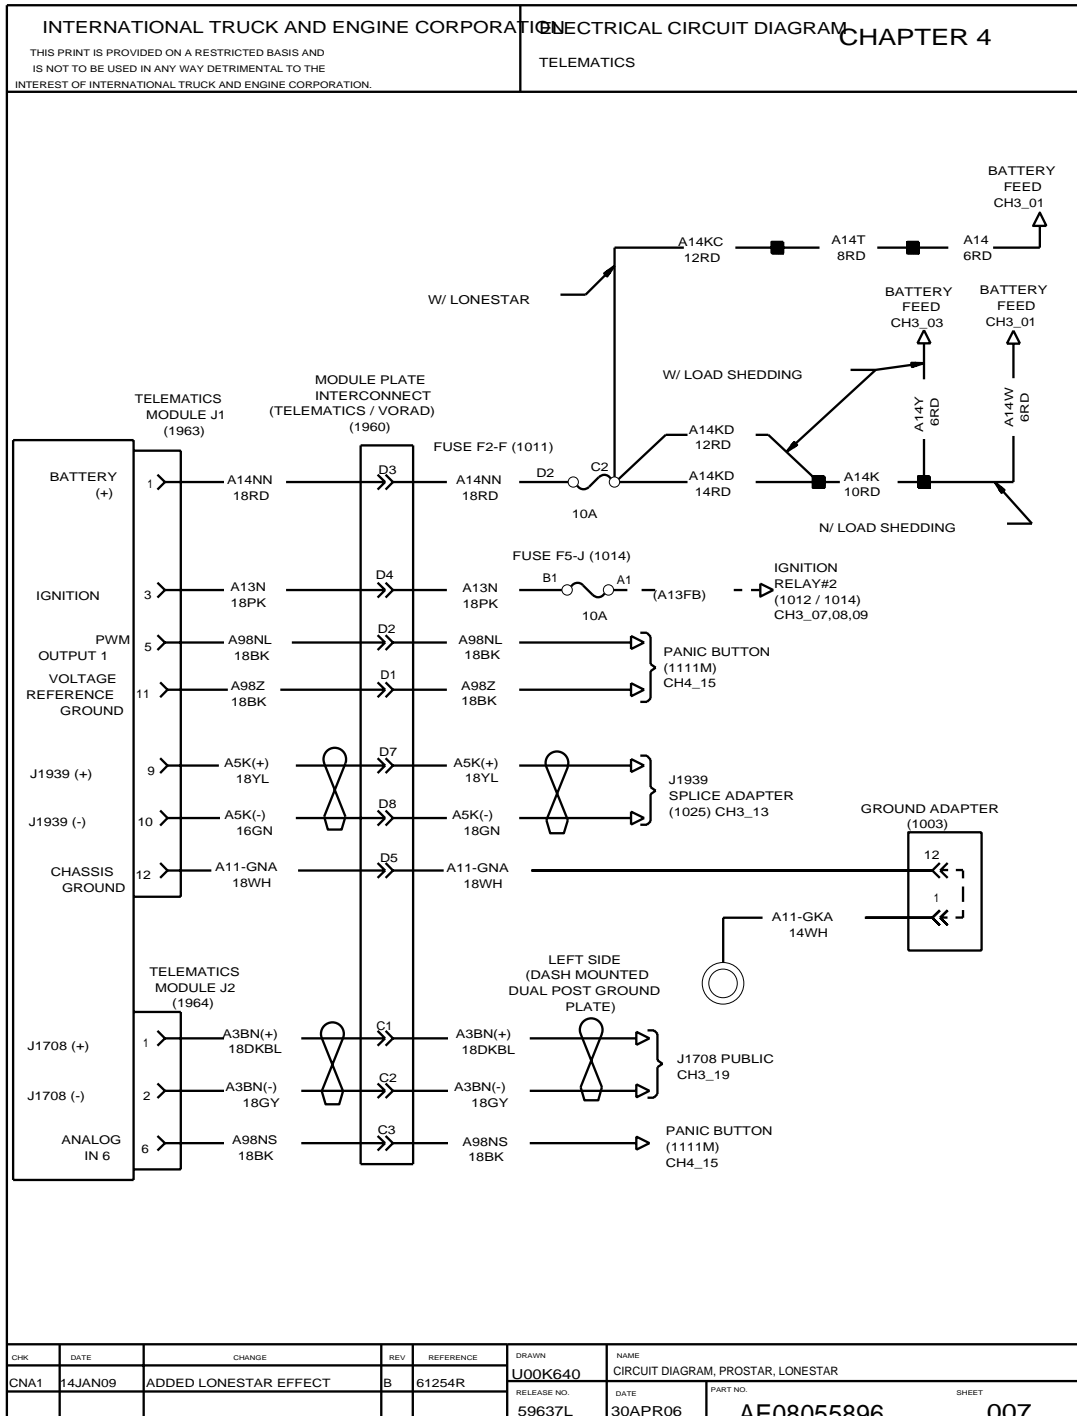 INTERNATIONAL TRUCK AND ENGINE CORPORATION
THIS PRINT IS PROVIDED ON A RESTRICTED BASIS AND
IS NOT TO BE USED IN ANY WAY DETRIMENTAL TO THE
INTEREST OF INTERNATIONAL TRUCK AND ENGINE CORPORATION.
ELECTRICAL CIRCUIT DIAGRAM
TELEMATICS
CHAPTER 4
BATTERY
FEED
CH3_01
A14KC
12RD
A14T
8RD
A14
6RD
W/ LONESTAR
BATTERY
FEED
CH3_03
BATTERY
FEED
CH3_01
W/ LOAD SHEDDING
A14Y
6RD
A14W
6RD
TELEMATICS
MODULE J1
(1963)
MODULE PLATE
INTERCONNECT
(TELEMATICS / VORAD)
(1960)
FUSE F2-F (1011)
A14KD
12RD
BATTERY
(+)
1
A14NN
18RD
D3
A14NN
18RD
D2
C2
10A
A14KD
14RD
A14K
10RD
N/ LOAD SHEDDING
FUSE F5-J (1014)
IGNITION
3
A13N
18PK
D4
A13N
18PK
B1
A1
10A
(A13FB)
IGNITION
RELAY#2
(1012 / 1014)
CH3_07,08,09
PWM
OUTPUT 1
5
A98NL
18BK
D2
A98NL
18BK
PANIC BUTTON
(1111M)
CH4_15
VOLTAGE
REFERENCE
GROUND
11
A98Z
18BK
D1
A98Z
18BK
J1939 (+)
9
A5K(+)
18YL
D7
A5K(+)
18YL
J1939
SPLICE ADAPTER
(1025) CH3_13
J1939 (-)
10
A5K(-)
16GN
D8
A5K(-)
18GN
GROUND ADAPTER
(1003)
CHASSIS
GROUND
12
A11-GNA
18WH
D5
A11-GNA
18WH
12
1
A11-GKA
14WH
LEFT SIDE
(DASH MOUNTED
DUAL POST GROUND
PLATE)
TELEMATICS
MODULE J2
(1964)
J1708 (+)
1
A3BN(+)
18DKBL
C1
A3BN(+)
18DKBL
J1708 PUBLIC
CH3_19
J1708 (-)
2
A3BN(-)
18GY
C2
A3BN(-)
18GY
ANALOG
IN 6
6
A98NS
18BK
C3
A98NS
18BK
PANIC BUTTON
(1111M)
CH4_15
CHK DATE CHANGE REV REFERENCE
CNA1 14JAN09 ADDED LONESTAR EFFECT B 61254R
DRAWN
U00K640
NAME
CIRCUIT DIAGRAM, PROSTAR, LONESTAR
RELEASE NO.
59637L
DATE
30APR06
PART NO.
AE08055896
SHEET
007